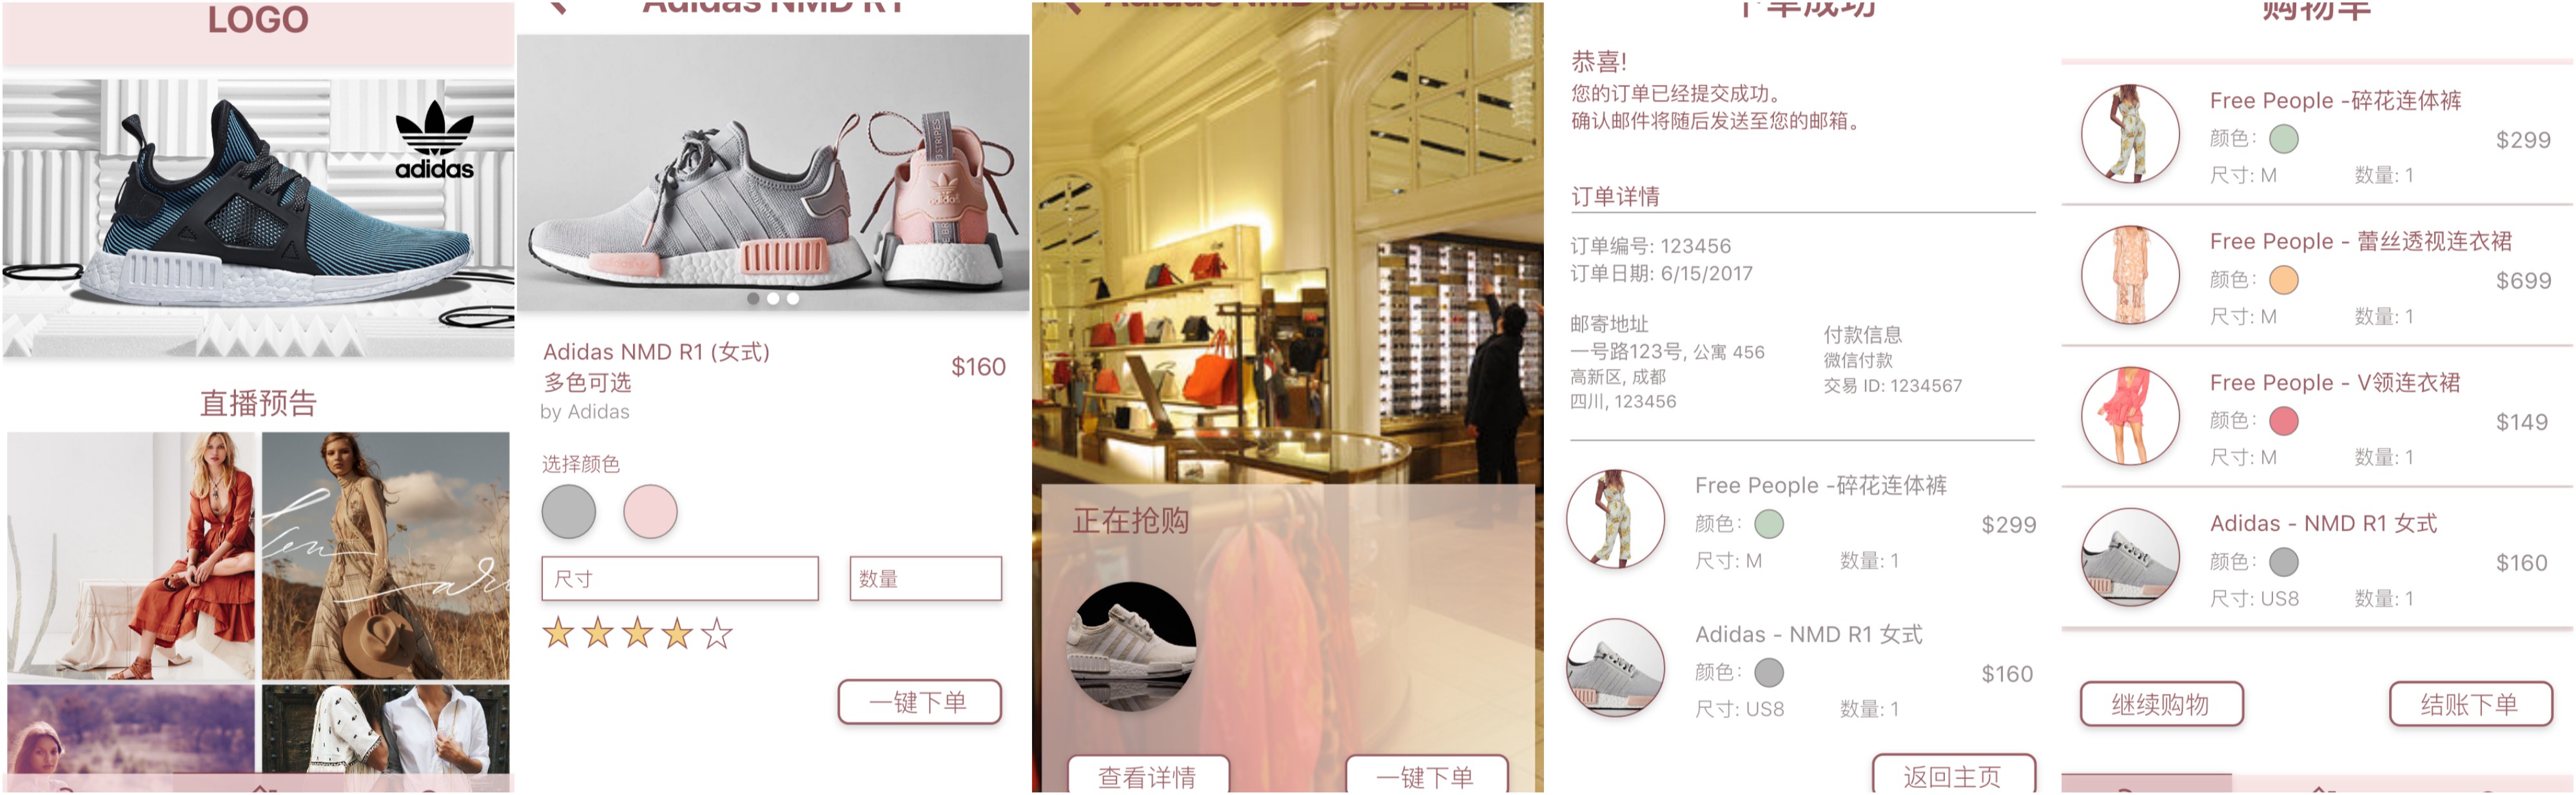 LOGO
adidas
直播预告
Adidas NMD R1
Adidas NMD R1 (女式)
多色可选
$160
by Adidas
选择颜色
尺寸
数量
一键下单
Adidas NMD 抢购直播
正在抢购
查看详情
一键下单
下单成功
恭喜!
您的订单已经提交成功。
确认邮件将随后发送至您的邮箱。
订单详情
订单编号: 123456
订单日期: 6/15/2017
邮寄地址
一号路123号, 公寓 456
高新区, 成都
四川, 123456
付款信息
微信付款
交易 ID: 1234567
Free People -碎花连体裤
颜色:
$299
尺寸: M
数量: 1
Adidas - NMD R1 女式
颜色:
$160
尺寸: US8
数量: 1
返回主页
购物车
Free People -碎花连体裤
颜色:
$299
尺寸: M
数量: 1
Free People - 蕾丝透视连衣裙
颜色:
$699
尺寸: M
数量: 1
Free People - V领连衣裙
颜色:
$149
尺寸: M
数量: 1
Adidas - NMD R1 女式
颜色:
$160
尺寸: US8
数量: 1
继续购物
结账下单